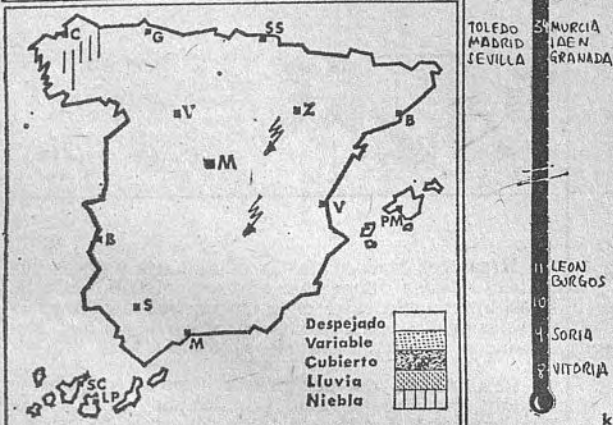 C
G
SS
V
Z
B
M
V
PM
B
S
M
SC
LP
Despejado
Variable
Cubierto
Lluvia
Niebla
TOLEDO 34 MURCIA
MADRID JAEN
SEVILLA GRANADA
11 LEON
BURGOS
10
9 SORIA
8 VITORIA
k